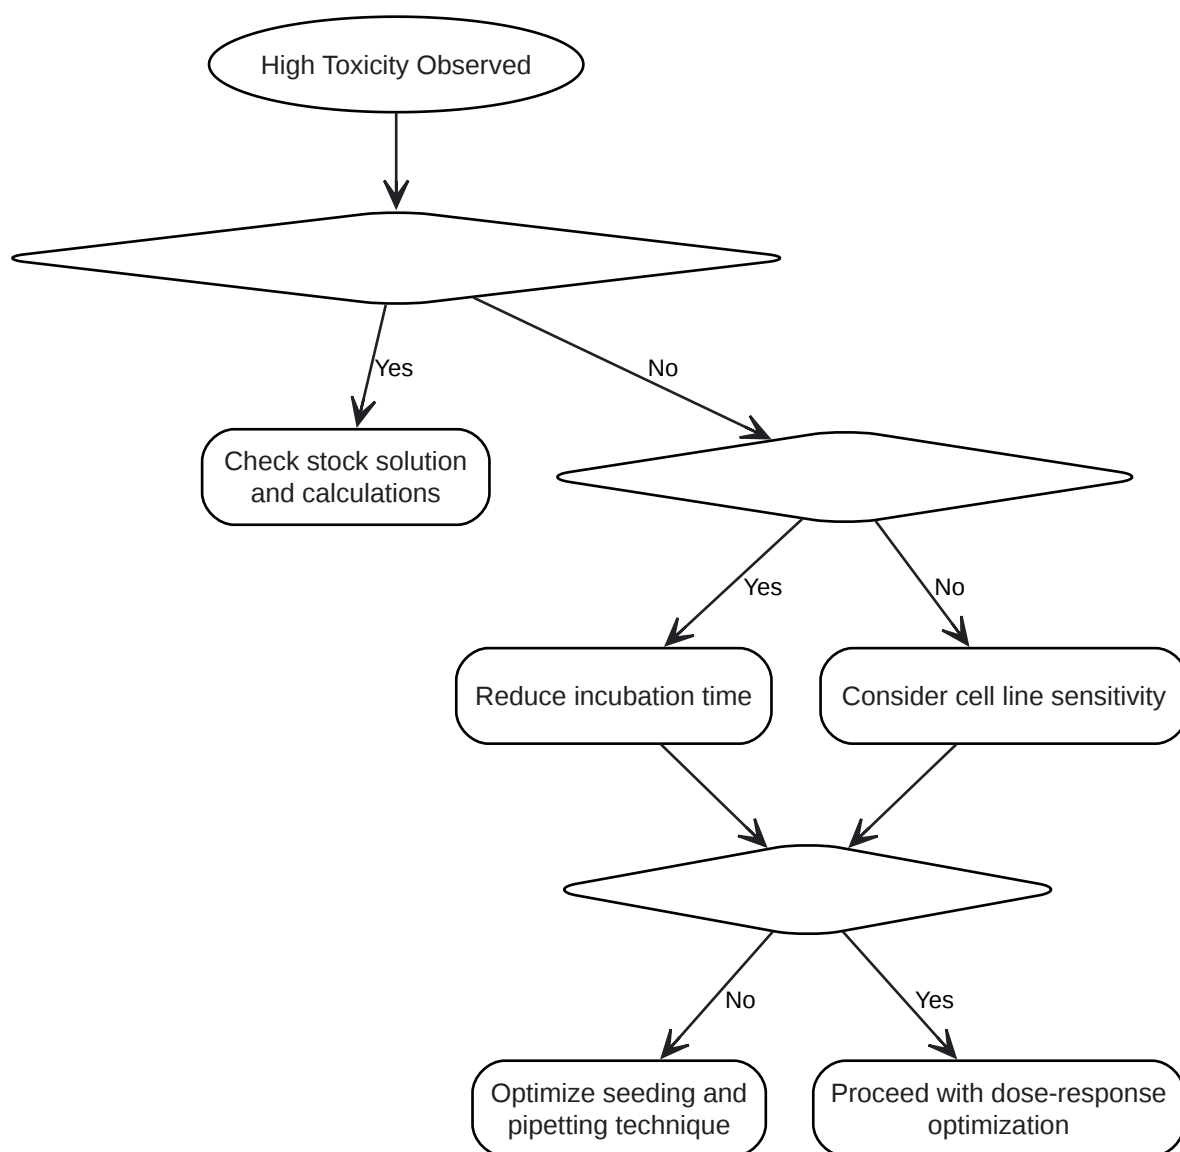 High Toxicity Observed
Yes
No
Check stock solution
and calculations
Yes
No
Reduce incubation time
Consider cell line sensitivity
No
Yes
Optimize seeding and
pipetting technique
Proceed with dose-response
optimization